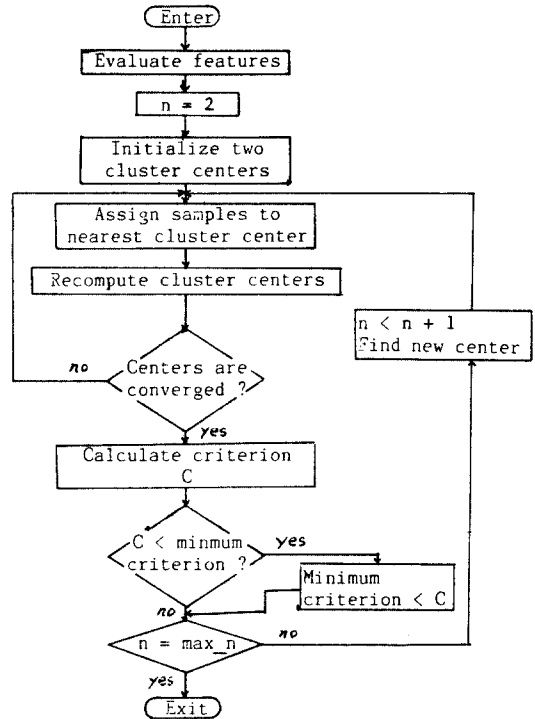 Enter
Evaluate features
n = 2
Initialize two
cluster centers
Assign samples to
nearest cluster center
Recompute cluster centers
n < n + 1
Find new center
no
Centers are
converged ?
yes
Calculate criterion
C
C < minmum
criterion ?
yes
Minimum
criterion < C
no
n = max_n
no
yes
Exit